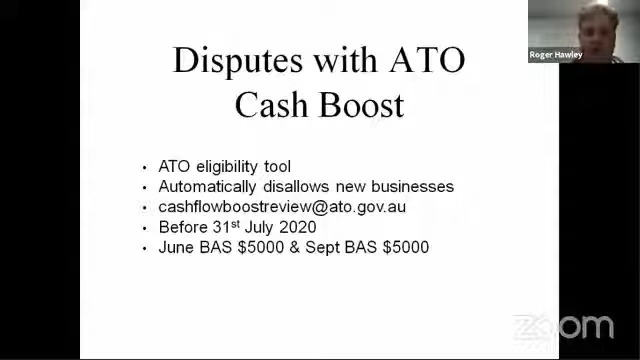 Disputes with ATO
Cash Boost
Roger Hawley
• ATO eligibility tool
• Automatically disallows new businesses
• cashflowboostreview@ato.gov.au
• Before 31st July 2020
• June BAS $5000 & Sept BAS $5000
zoom